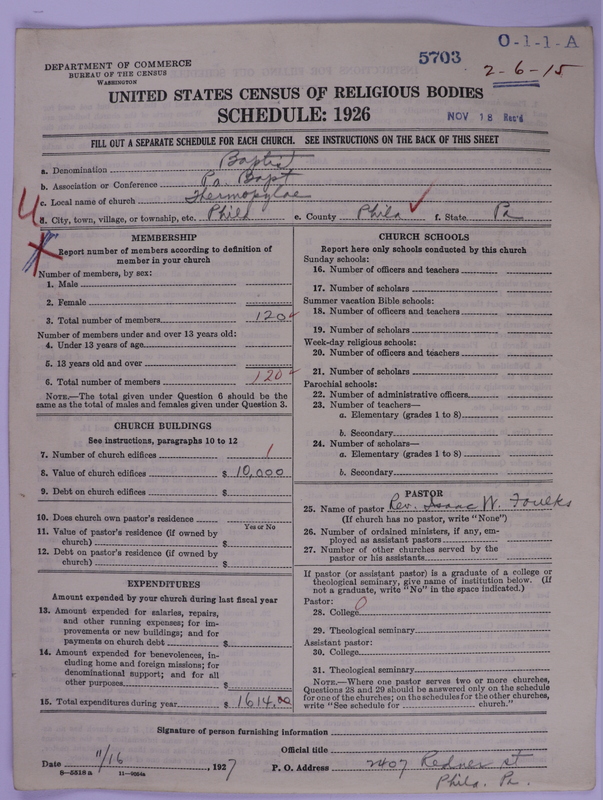 5703
O-1-1-A
DEPARTMENT OF COMMERCE
BUREAU OF THE CENSUS
WASHINGTON
2-6-15
UNITED STATES CENSUS OF RELIGIOUS BODIES
SCHEDULE: 1926
NOV 18 Rec'd
FILL OUT A SEPARATE SCHEDULE FOR EACH CHURCH. SEE INSTRUCTIONS ON THE BACK OF THIS SHEET
a. Denomination Baptist
b. Association or Conference Pa. Bapt
c. Local name of church Thermopylae
d. City, town, village, or township, etc. Phila e. County Phila f. State Pa
4
X
MEMBERSHIP
Report number of members according to definition of
member in your church
Number of members, by sex:
1. Male
2. Female
3. Total number of members 120
Number of members under and over 13 years old:
4. Under 13 years of age
5. 13 years old and over
6. Total number of members 120
NOTE.—The total given under Question 6 should be the
same as the total of males and females given under Question 3.
CHURCH BUILDINGS
See instructions, paragraphs 10 to 12
7. Number of church edifices 1
8. Value of church edifices $ 10,000
9. Debt on church edifices $
10. Does church own pastor's residence
Yes or No
11. Value of pastor's residence (if owned by
church) $
12. Debt on pastor's residence (if owned by
church) $
EXPENDITURES
Amount expended by your church during last fiscal year
13. Amount expended for salaries, repairs,
and other running expenses; for im-
provements or new buildings; and for
payments on church debt $
14. Amount expended for benevolences, in-
cluding home and foreign missions; for
denominational support; and for all
other purposes $
15. Total expenditures during year $ 1614.00
CHURCH SCHOOLS
Report here only schools conducted by this church
Sunday schools:
16. Number of officers and teachers
17. Number of scholars
Summer vacation Bible schools:
18. Number of officers and teachers
19. Number of scholars
Week-day religious schools:
20. Number of officers and teachers
21. Number of scholars
Parochial schools:
22. Number of administrative officers
23. Number of teachers—
a. Elementary (grades 1 to 8)
b. Secondary
24. Number of scholars—
a. Elementary (grades 1 to 8)
b. Secondary
PASTOR
25. Name of pastor Rev. Isaac W. Foulks
(If church has no pastor, write "None")
26. Number of ordained ministers, if any, em-
ployed as assistant pastors
27. Number of other churches served by the
pastor or his assistants
If pastor (or assistant pastor) is a graduate of a college or
theological seminary, give name of institution below. (If
not a graduate, write "No" in the space indicated.)
Pastor:
28. College 0
29. Theological seminary
Assistant pastor:
30. College
31. Theological seminary
NOTE.—Where one pastor serves two or more churches,
Questions 28 and 29 should be answered only on the schedule
for one of the churches; on the schedules for the other churches,
write "See schedule for church."
Signature of person furnishing information
Official title
Date 11/16, 1927 P. O. Address 2407 Redner st
Phila. Pa.
8—5518a 11—9024a